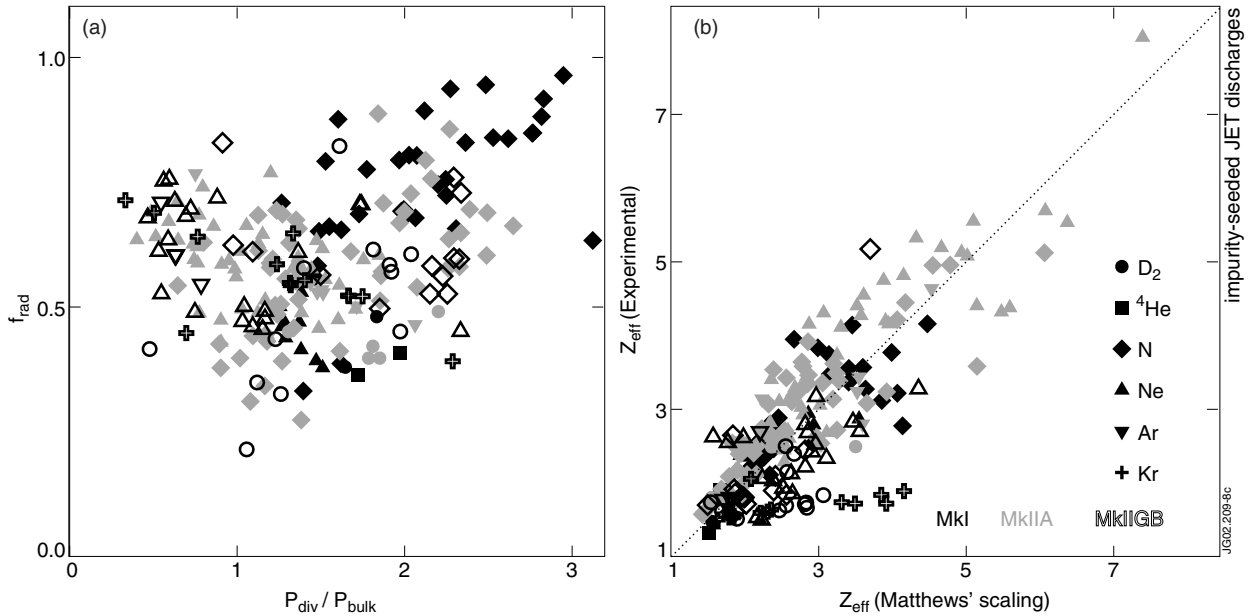 (a)
1.0
0.5
0.0
f_rad
0
1
2
3
P_div / P_bulk
(b)
7
5
3
1
Z_eff (Experimental)
1
3
5
7
Z_eff (Matthews' scaling)
D_2
^4He
N
Ne
Ar
Kr
MkI MkIIA MkIIGB
impurity-seeded JET discharges
JG02.209-8c